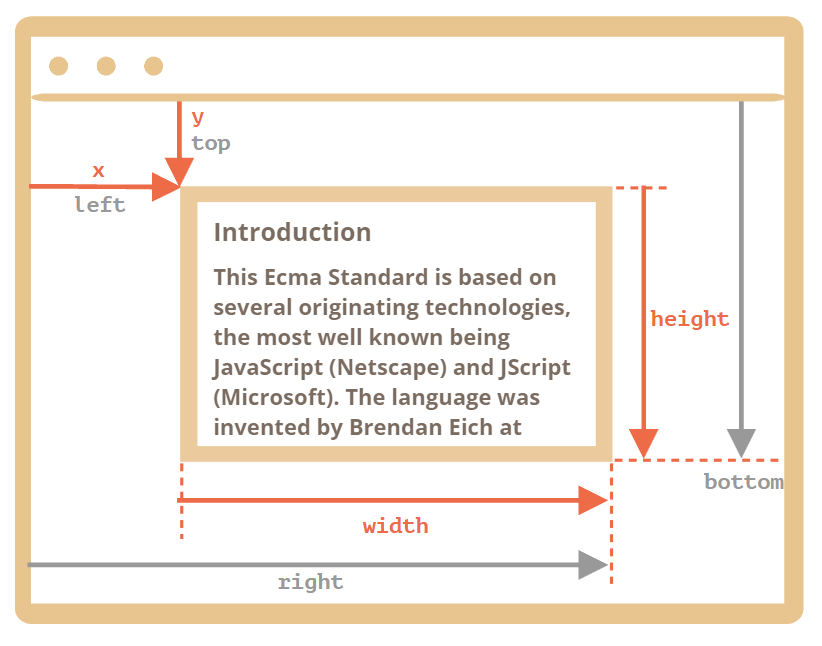 y
top
x
left
Introduction
This Ecma Standard is based on
several originating technologies,
the most well known being
JavaScript (Netscape) and JScript
(Microsoft). The language was
invented by Brendan Eich at
height
bottom
width
right